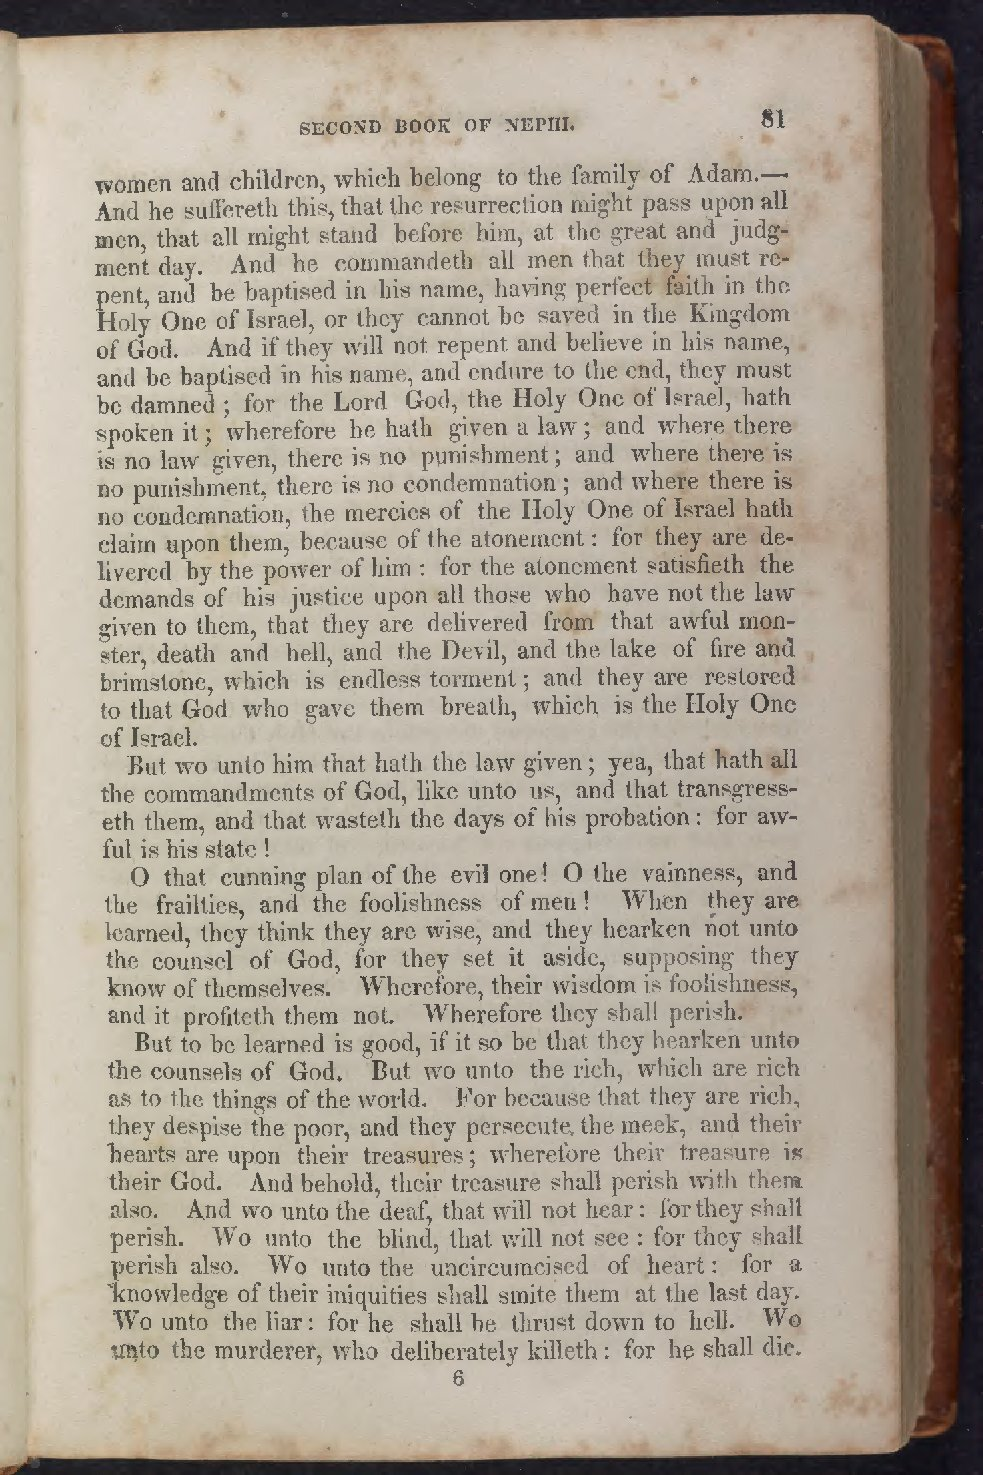 SECOND BOOK OF NEPHI. 81
women and children, which belong to the family of Adam.—
And he suffereth this, that the resurrection might pass upon all
men, that all might stand before him, at the great and judg-
ment day. And he commandeth all men that they must re-
pent, and be baptised in his name, having perfect faith in the
Holy One of Israel, or they cannot be saved in the Kingdom
of God. And if they will not repent and believe in his name,
and be baptised in his name, and endure to the end, they must
be damned ; for the Lord God, the Holy One of Israel, hath
spoken it ; wherefore he hath given a law ; and where there
is no law given, there is no punishment ; and where there is
no punishment, there is no condemnation ; and where there is
no condemnation, the mercies of the Holy One of Israel hath
claim upon them, because of the atonement : for they are de-
livered by the power of him : for the atonement satisfieth the
demands of his justice upon all those who have not the law
given to them, that they are delivered from that awful mon-
ster, death and hell, and the Devil, and the lake of fire and
brimstone, which is endless torment ; and they are restored
to that God who gave them breath, which is the Holy One
of Israel.
But wo unto him that hath the law given ; yea, that hath all
the commandments of God, like unto us, and that transgress-
eth them, and that wasteth the days of his probation : for aw-
ful is his state !
O that cunning plan of the evil one! O the vainness, and
the frailties, and the foolishness of men ! When they are
learned, they think they are wise, and they hearken not unto
the counsel of God, for they set it aside, supposing they
know of themselves. Wherefore, their wisdom is foolishness,
and it profiteth them not. Wherefore they shall perish.
But to be learned is good, if it so be that they hearken unto
the counsels of God. But wo unto the rich, which are rich
as to the things of the world. For because that they are rich,
they despise the poor, and they persecute the meek, and their
hearts are upon their treasures ; wherefore their treasure is
their God. And behold, their treasure shall perish with them
also. And wo unto the deaf, that will not hear : for they shall
perish. Wo unto the blind, that will not see : for they shall
perish also. Wo unto the uncircumcised of heart : for a
knowledge of their iniquities shall smite them at the last day.
Wo unto the liar : for he shall be thrust down to hell. Wo
unto the murderer, who deliberately killeth : for he shall die.
6